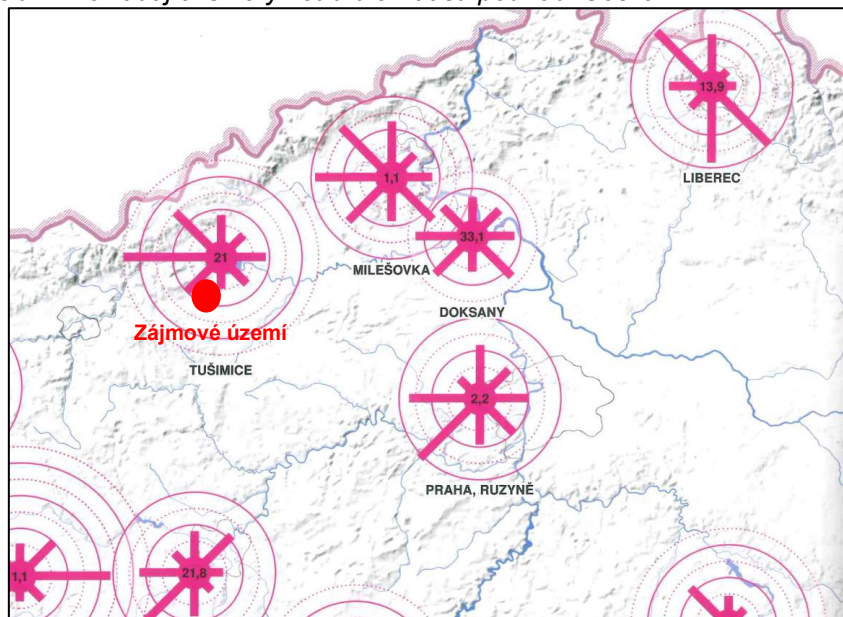 13,9
LIBEREC
1,1
MILEŠOVKA
33,1
DOKSANY
21
Zájmové území
TUŠIMICE
2,2
PRAHA, RUZYNĚ
1,1
21,8